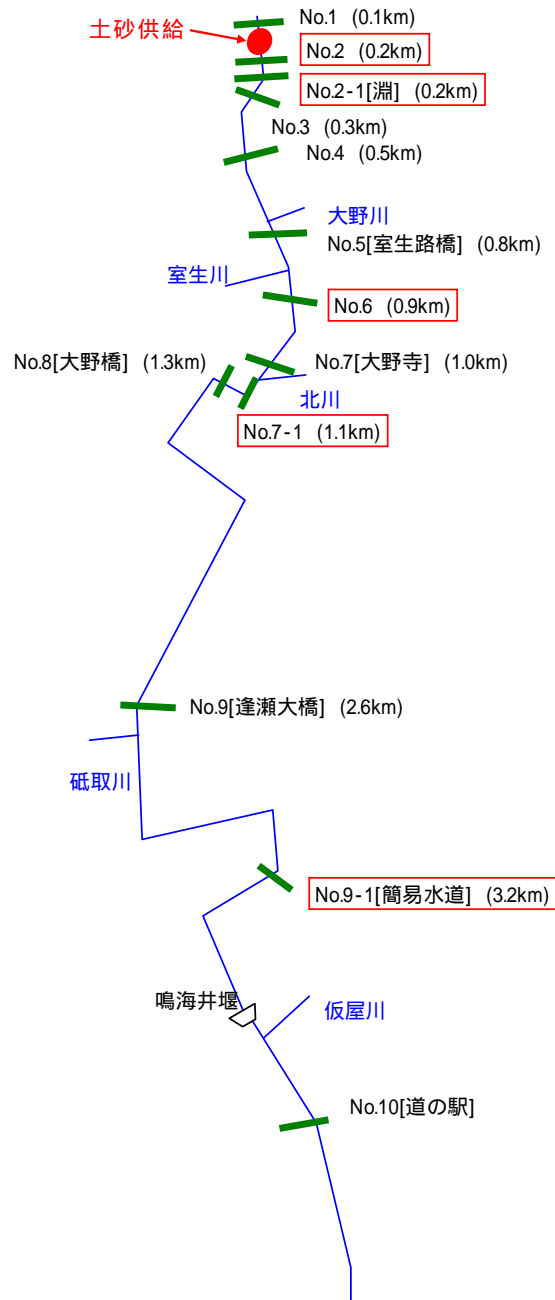 No.1 (0.1km)
土砂供給
No.2 (0.2km)
No.2-1[淵] (0.2km)
No.3 (0.3km)
No.4 (0.5km)
大野川
No.5[室生路橋] (0.8km)
室生川
No.6 (0.9km)
No.8[大野橋] (1.3km)
No.7[大野寺] (1.0km)
北川
No.7-1 (1.1km)
No.9[逢瀬大橋] (2.6km)
砥取川
No.9-1[簡易水道] (3.2km)
鳴海井堰
仮屋川
No.10[道の駅]